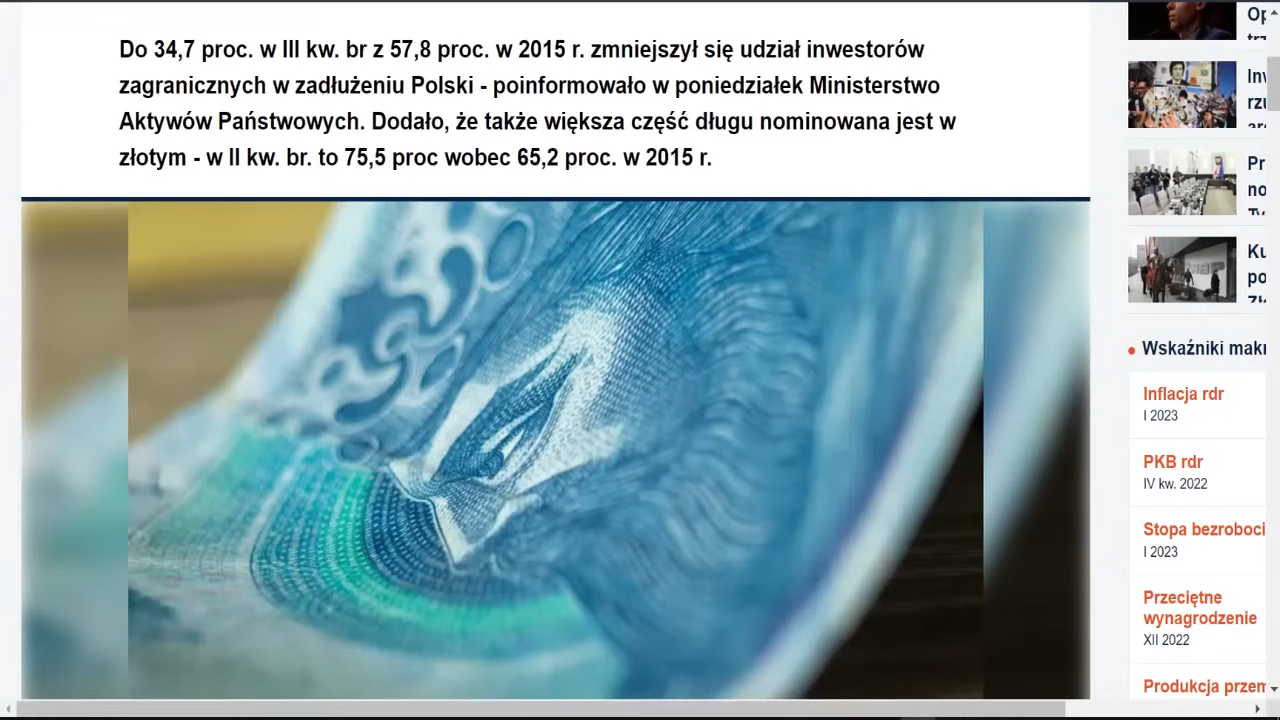 Do 34,7 proc. w III kw. br z 57,8 proc. w 2015 r. zmniejszył się udział inwestorów
zagranicznych w zadłużeniu Polski - poinformowało w poniedziałek Ministerstwo
Aktywów Państwowych. Dodało, że także większa część długu nominowana jest w
złotym - w II kw. br. to 75,5 proc wobec 65,2 proc. w 2015 r.
Wskaźniki makr
Inflacja rdr
I 2023
PKB rdr
IV kw. 2022
Stopa bezroboci
I 2023
Przeciętne
wynagrodzenie
XII 2022
Produkcja przem